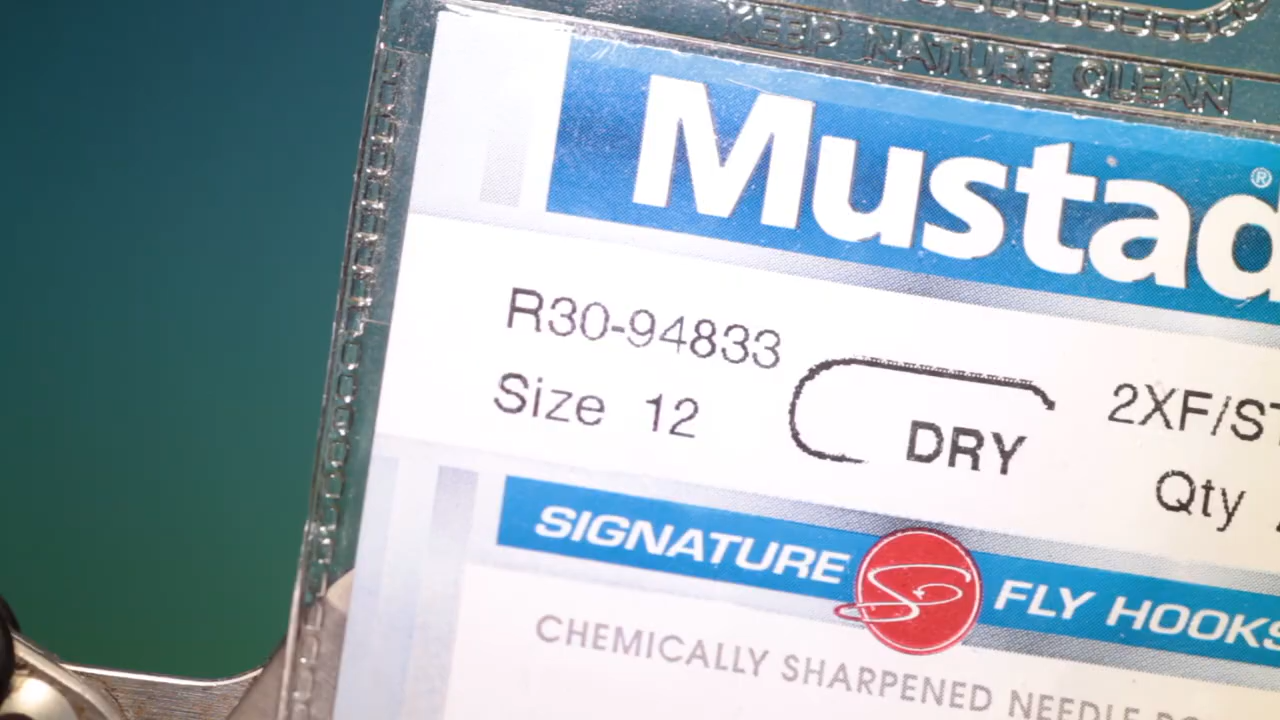 KEEP NATURE CLEAN
Mustad®
R30-94833
Size 12
DRY
2XF/ST
Qty
SIGNATURE
FLY HOOKS
CHEMICALLY SHARPENED NEEDLE